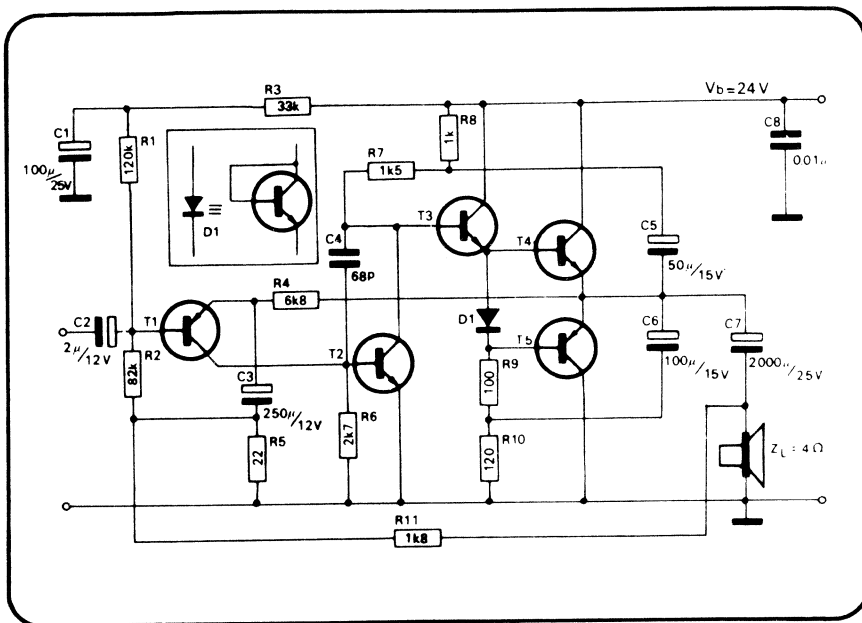 R3
33k
Vb=24V
C1
100µ
/25V
R1
120k
R8
1k
C8
0.01µ
R7
1k5
D1
T3
C4
68p
T4
C5
50µ/15V
R4
6k8
C2
2µ/12V
T1
D1
T5
C6
100µ/15V
C7
2000µ/25V
R2
82k
T2
R9
100
C3
250µ/12V
R6
2k7
R5
22
R10
120
ZL=4Ω
R11
1k8